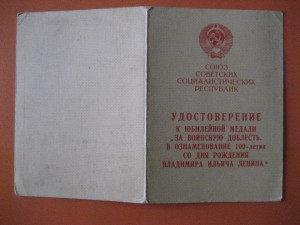 СОЮЗ
СОВЕТСКИХ
СОЦИАЛИСТИЧЕСКИХ
РЕСПУБЛИК
УДОСТОВЕРЕНИЕ
К ЮБИЛЕЙНОЙ МЕДАЛИ
„ЗА ВОИНСКУЮ ДОБЛЕСТЬ.
В ОЗНАМЕНОВАНИЕ 100-летия
СО ДНЯ РОЖДЕНИЯ
ВЛАДИМИРА ИЛЬИЧА ЛЕНИНА“